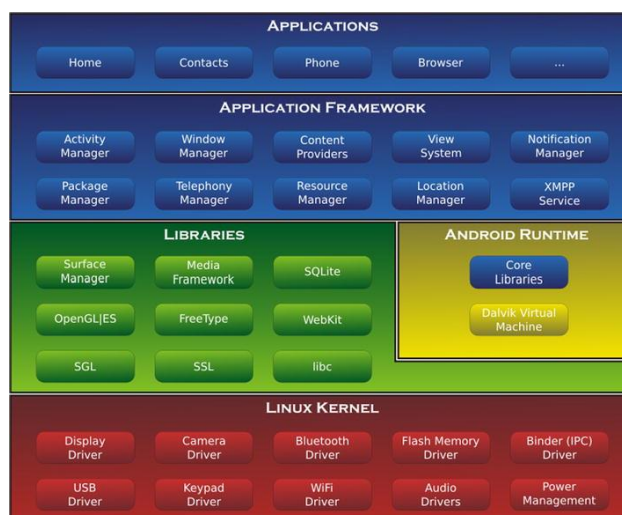 APPLICATIONS
Home Contacts Phone Browser ...
APPLICATION FRAMEWORK
Activity Manager Window Manager Content Providers View System Notification Manager
Package Manager Telephony Manager Resource Manager Location Manager XMPP Service
LIBRARIES
Surface Manager Media Framework SQLite
OpenGL|ES FreeType WebKit
SGL SSL libc
ANDROID RUNTIME
Core Libraries
Dalvik Virtual Machine
LINUX KERNEL
Display Driver Camera Driver Bluetooth Driver Flash Memory Driver Binder (IPC) Driver
USB Driver Keypad Driver WiFi Driver Audio Drivers Power Management